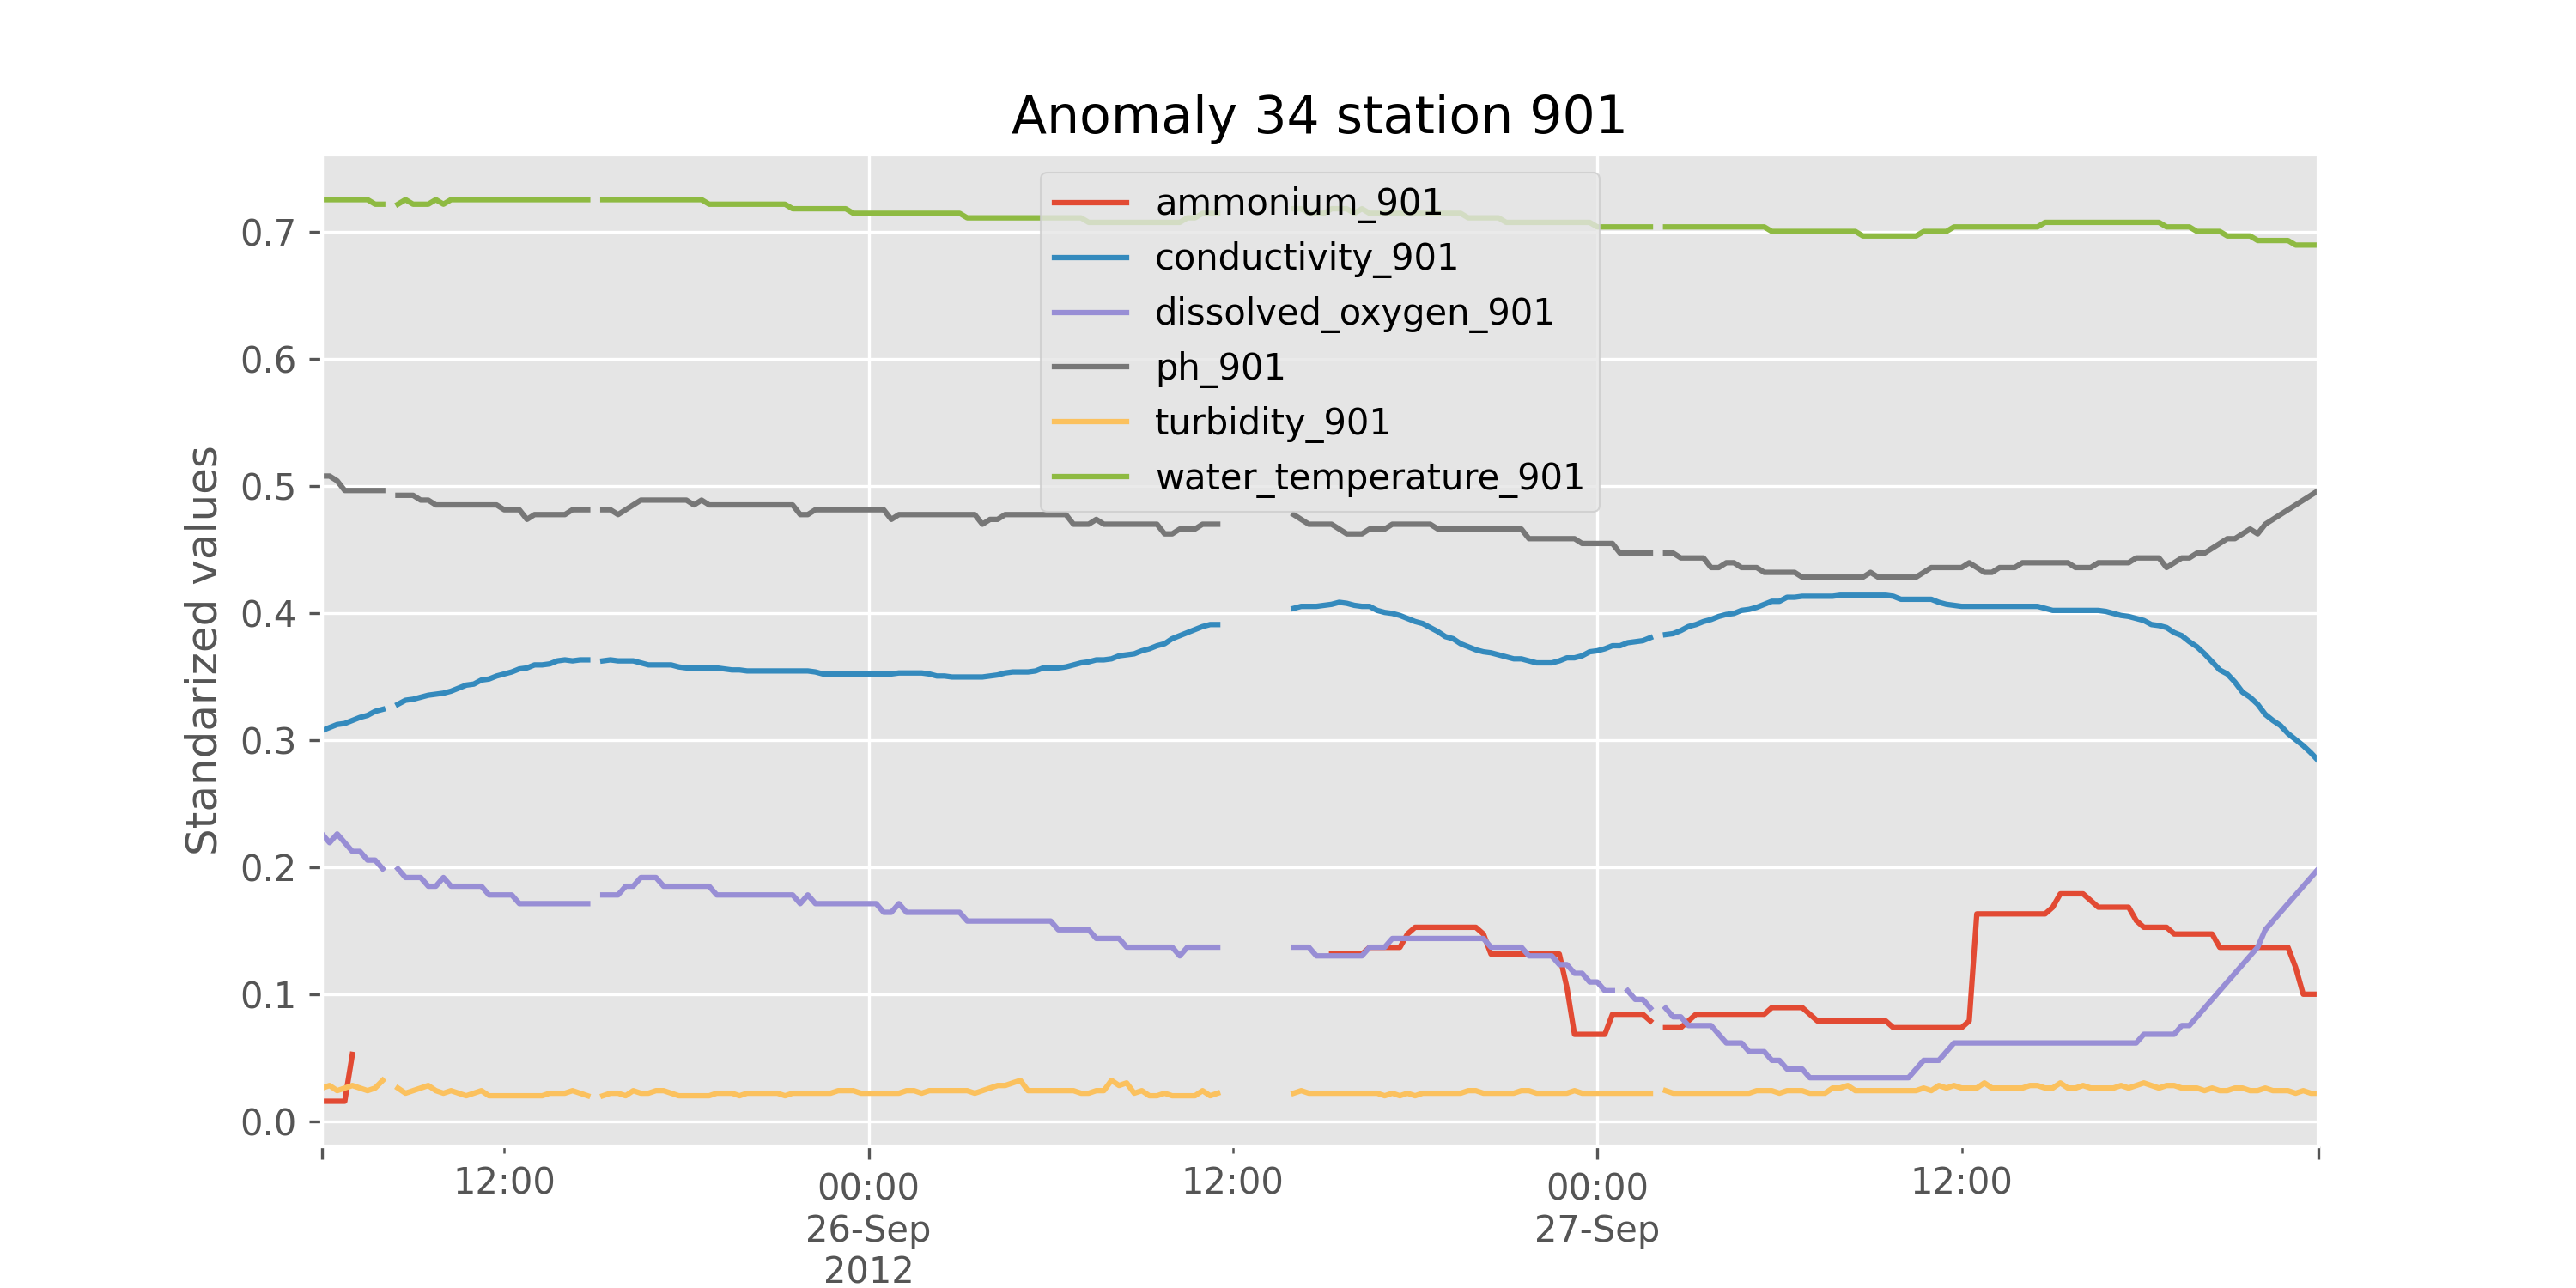 Anomaly 34 station 901
ammonium_901
conductivity_901
dissolved_oxygen_901
ph_901
turbidity_901
water_temperature_901
Standarized values
0.7
0.6
0.5
0.4
0.3
0.2
0.1
0.0
12:00
00:00
26-Sep
2012
12:00
00:00
27-Sep
12:00